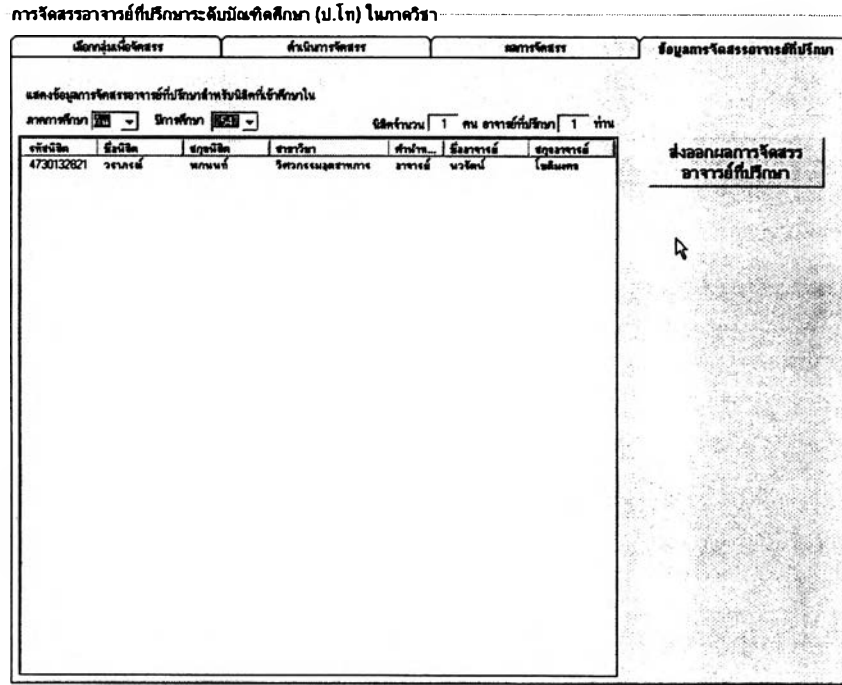 การจัดสรรอาจารย์ที่ปรึกษาระดับบัณฑิตศึกษา (ป.โท) ในภาควิชา
เลือกกลุ่มเพื่อจัดสรร ดำเนินการจัดสรร ผลการจัดสรร ข้อมูลการจัดสรรอาจารย์ที่ปรึกษา
แสดงข้อมูลการจัดสรรอาจารย์ที่ปรึกษาสำหรับนิสิตที่เข้าศึกษาใน
ภาคการศึกษา ปีการศึกษา นิสิตจำนวน 1 คน อาจารย์ที่ปรึกษา 1 ท่าน
รหัสนิสิต ชื่อนิสิต สกุลนิสิต สาขาวิชา คำนำห... ชื่ออาจารย์ สกุลอาจารย์
4730132821 วราภรณ์ วิศวกรรมอุตสาหการ อาจารย์
ส่งออกผลการจัดสรร
อาจารย์ที่ปรึกษา